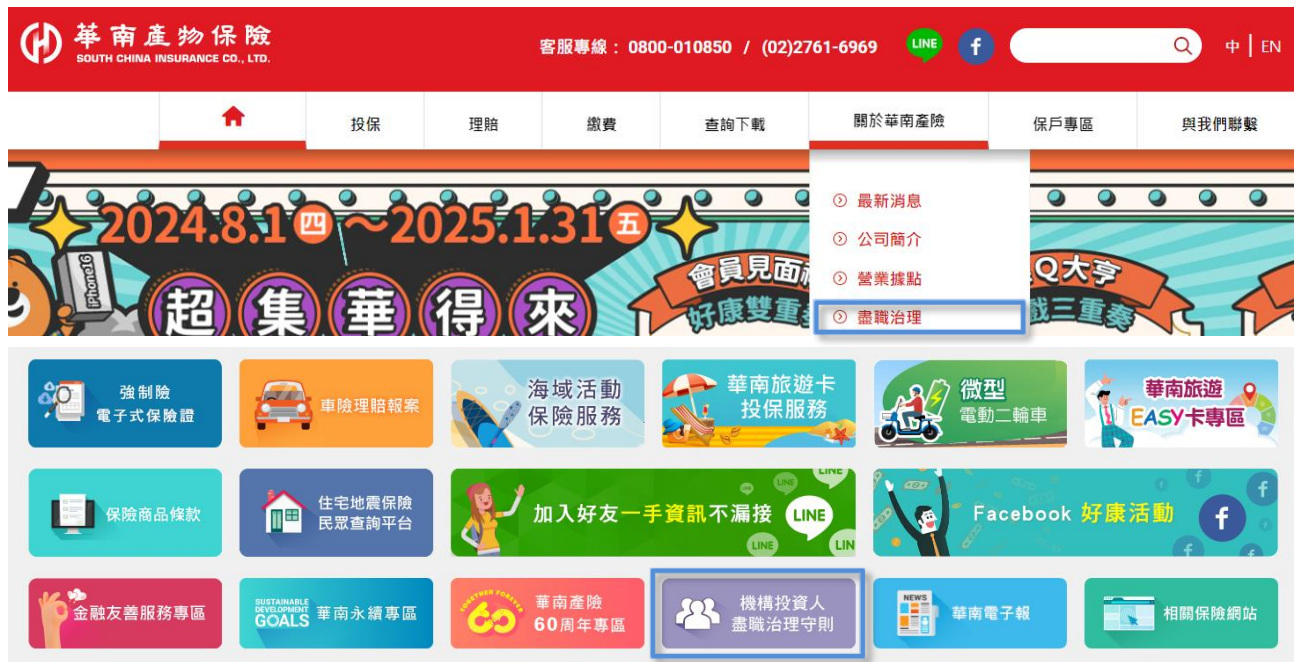 華南產物保險
SOUTH CHINA INSURANCE CO., LTD.
客服專線：0800-010850 / (02)2761-6969
LINE
f
中 | EN
投保
理賠
繳費
查詢下載
關於華南產險
保戶專區
與我們聯繫
最新消息
公司簡介
營業據點
盡職治理
2024.8.1四～2025.1.31五
iPhone16
超集華得來
會員見面
好康雙重
Q大亨
戲三重奏
強制險
電子式保險證
車險理賠報案
海域活動
保險服務
華南旅遊卡
投保服務
微型
電動二輪車
華南旅遊
EASY卡專區
保險商品條款
住宅地震保險
民眾查詢平台
加入好友一手資訊不漏接
LINE
LINE
LINE
LINE
LINE
LIN
Facebook 好康活動
f
f
f
f
f
金融友善服務專區
SUSTAINABLE
DEVELOPMENT
GOALS
華南永續專區
TOGETHER FOREVER
60
華南產險
60周年專區
機構投資人
盡職治理守則
NEWS
華南電子報
相關保險網站